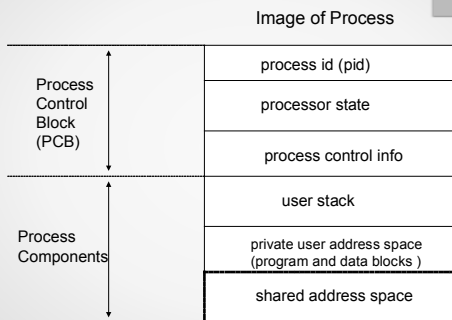 Image of Process
Process
Control
Block
(PCB)
process id (pid)
processor state
process control info
Process
Components
user stack
private user address space
(program and data blocks )
shared address space